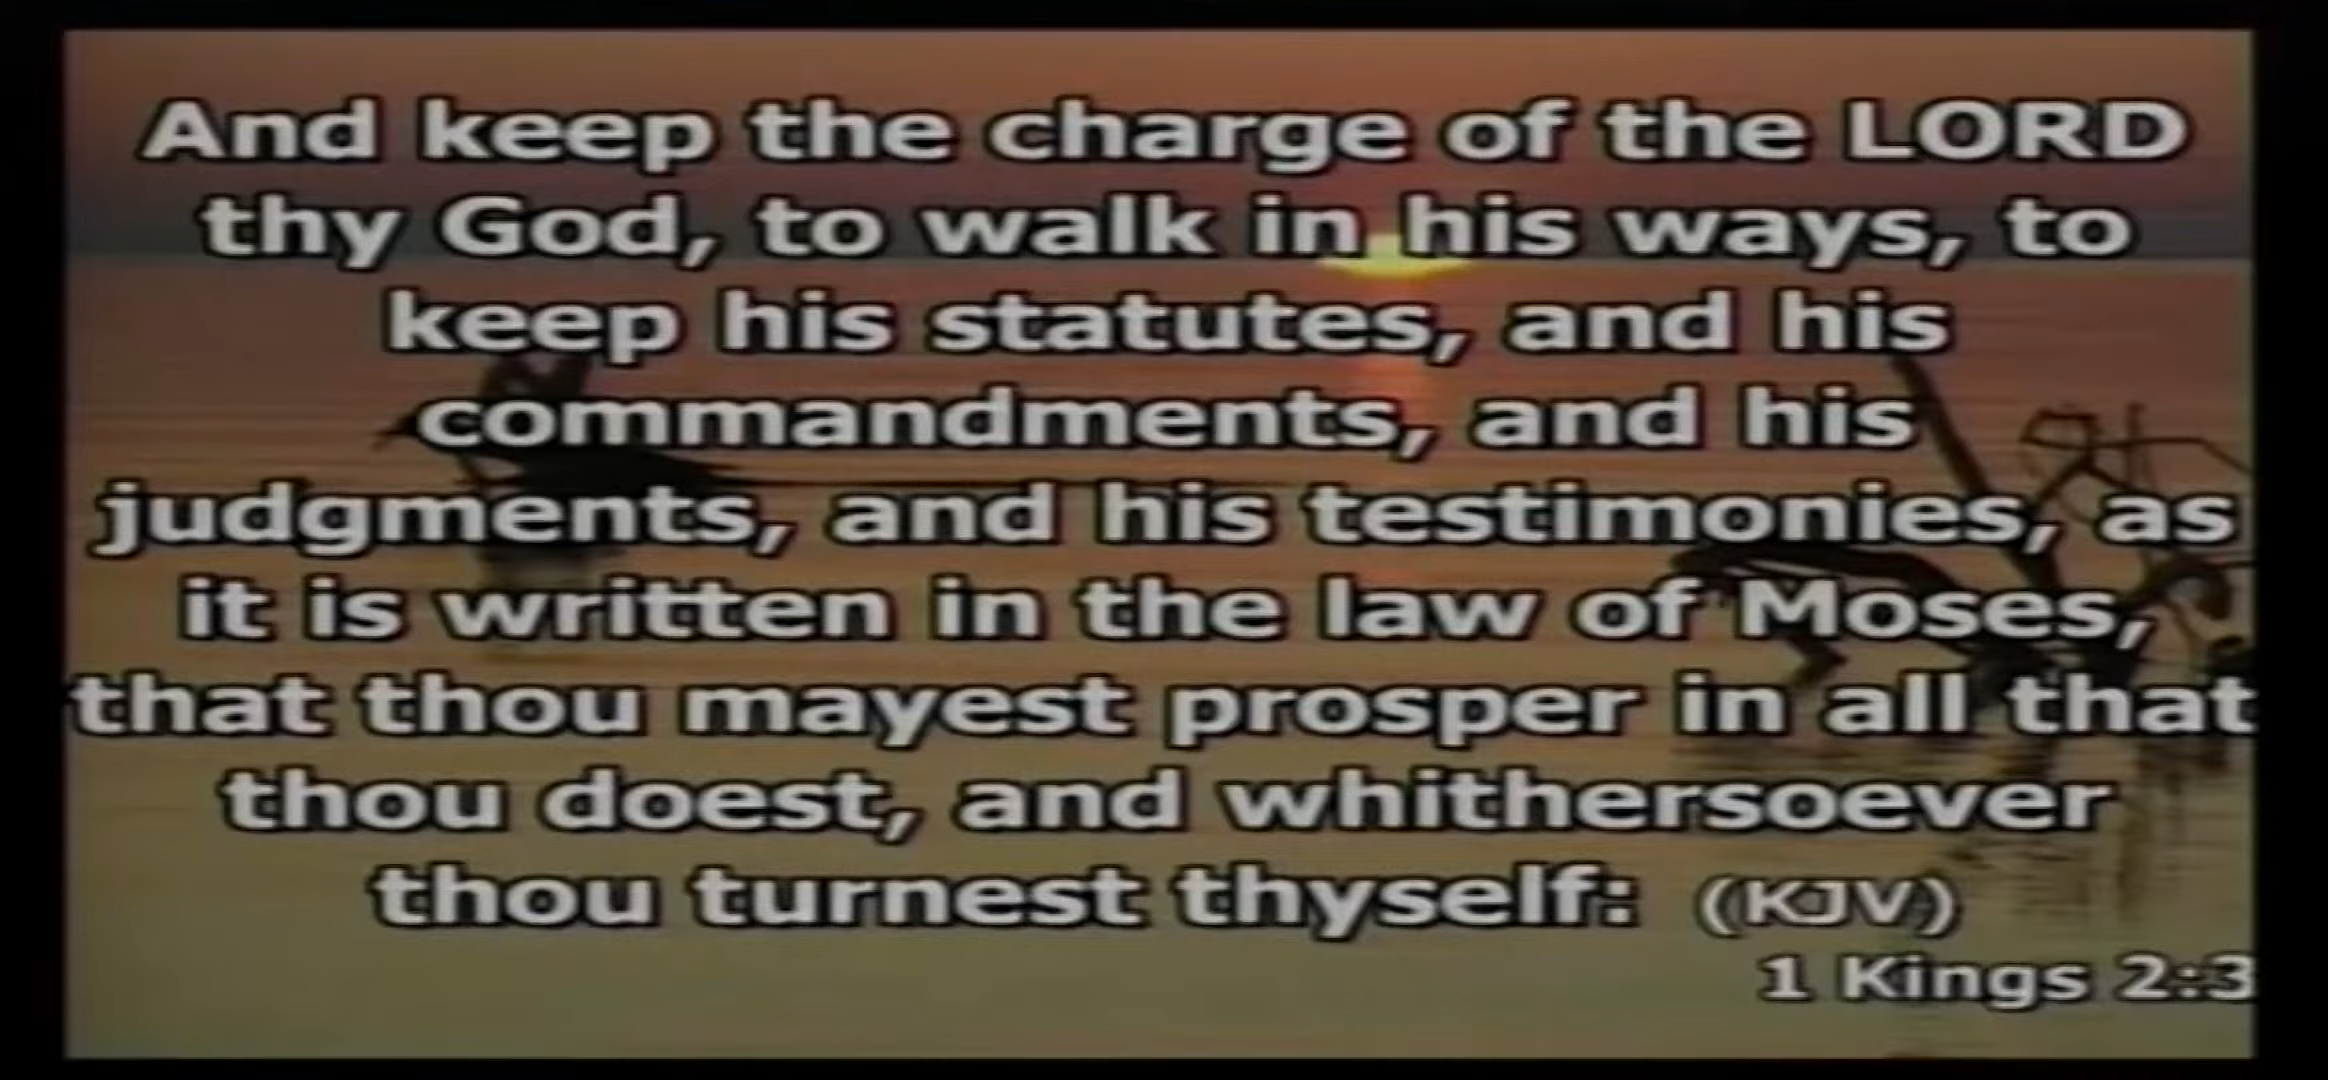 And keep the charge of the LORD
thy God, to walk in his ways, to
keep his statutes, and his
commandments, and his
judgments, and his testimonies, as
it is written in the law of Moses,
that thou mayest prosper in all that
thou doest, and whithersoever
thou turnest thyself: (KJV)
1 Kings 2:3